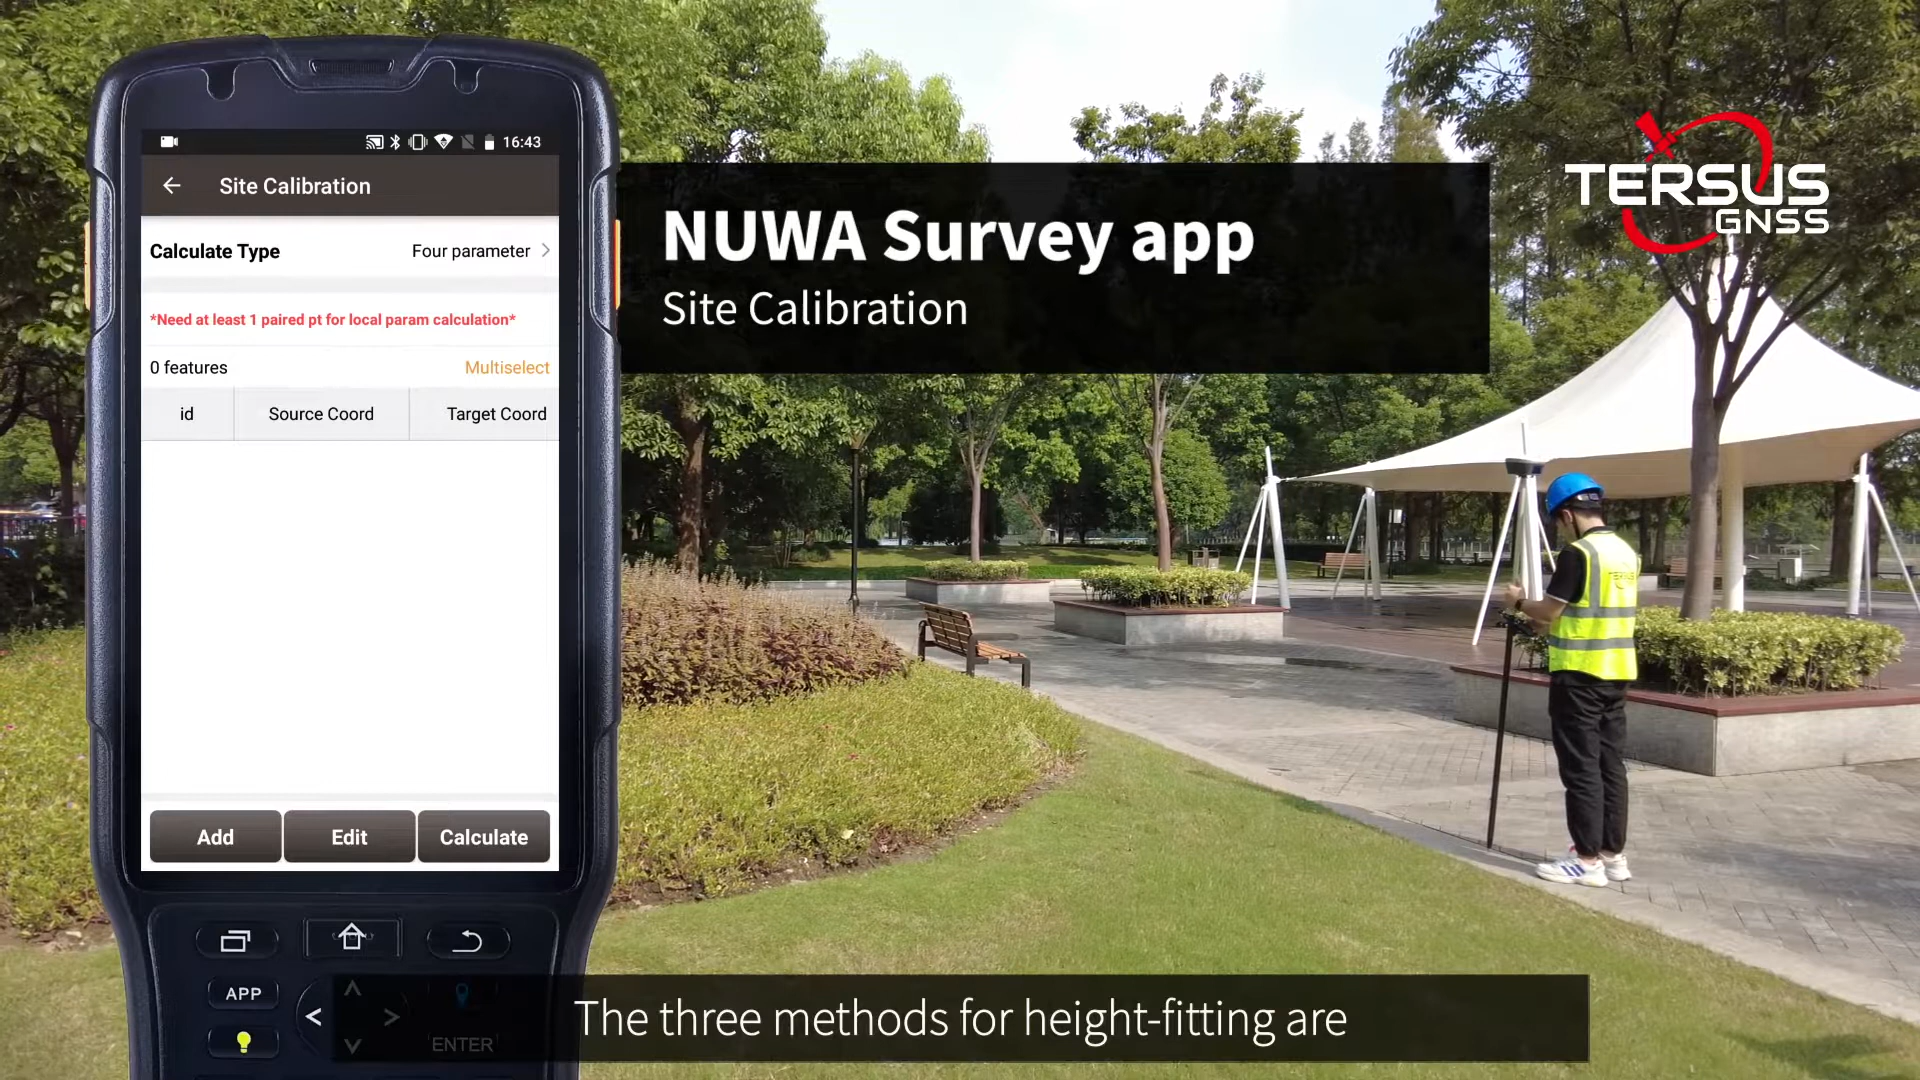 16:43
Site Calibration
Calculate Type
Four parameter
*Need at least 1 paired pt for local param calculation*
0 features
Multiselect
id
Source Coord
Target Coord
Add
Edit
Calculate
APP
ENTER
NUWA Survey app
Site Calibration
TERSUS
GNSS
The three methods for height-fitting are